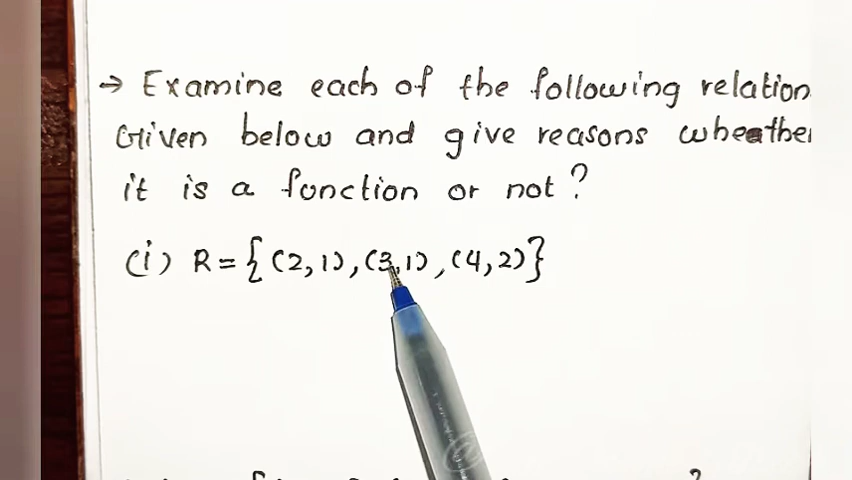 → Examine each of the following relation
Given below and give reasons wheather
it is a function or not?
(i) R = {(2,1), (3,1), (4,2)}